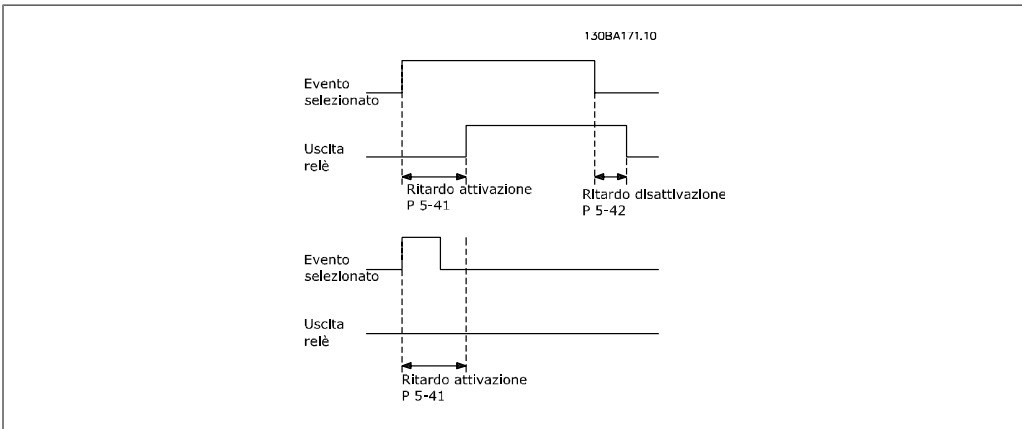 130BA171.10
Evento
selezionato
Uscita
relè
Ritardo attivazione
P 5-41
Ritardo disattivazione
P 5-42
Evento
selezionato
Uscita
relè
Ritardo attivazione
P 5-41